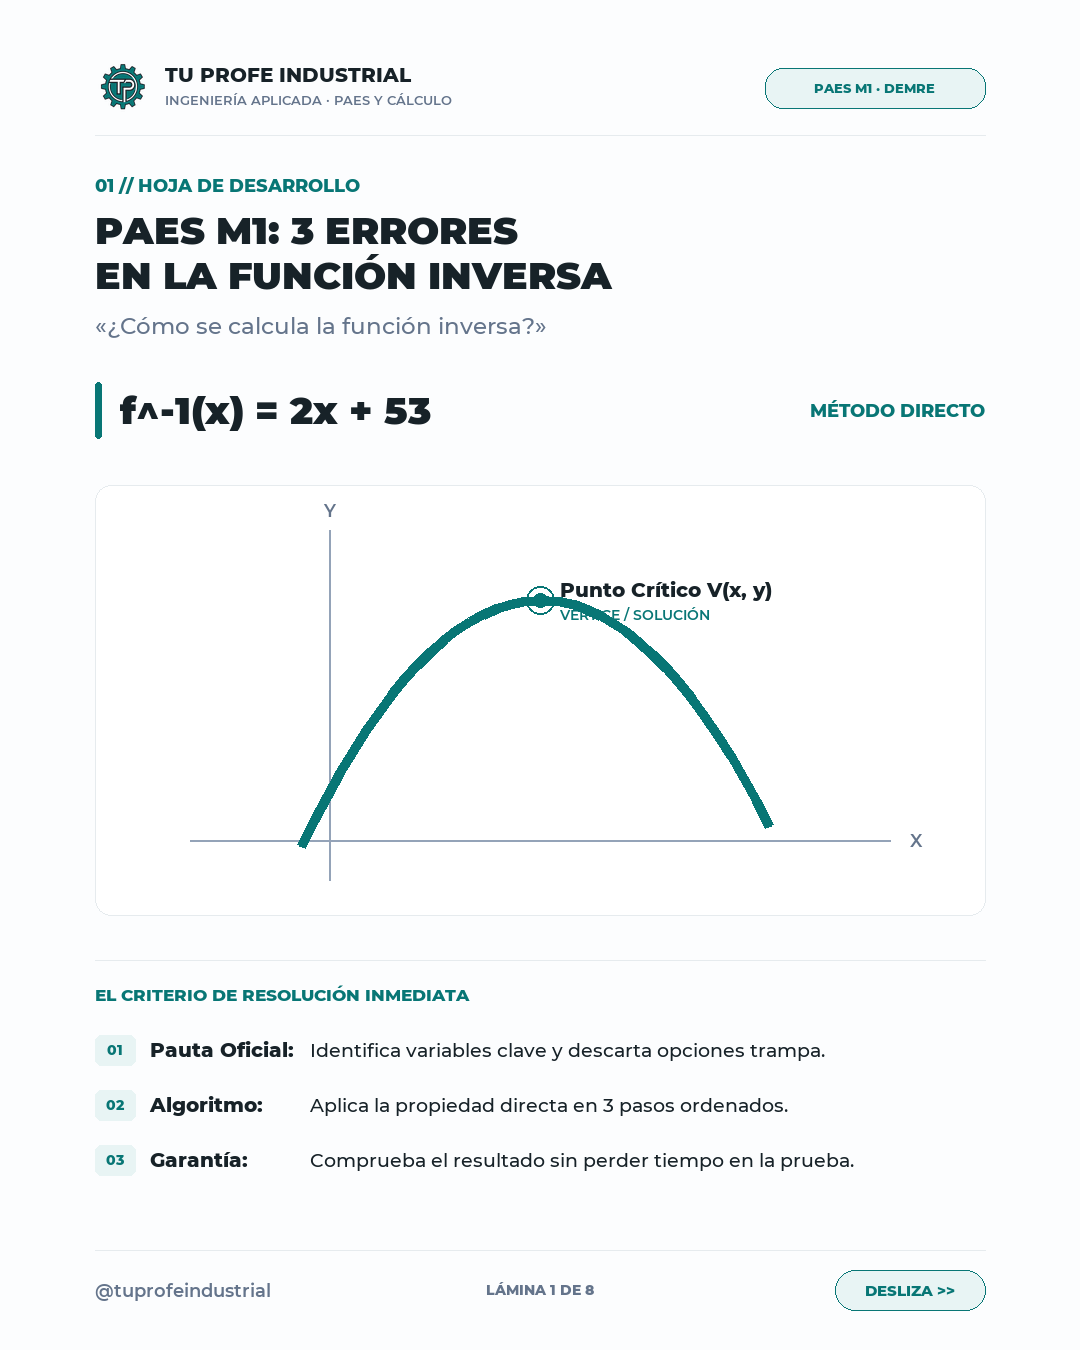 TP
TU PROFE INDUSTRIAL
INGENIERÍA APLICADA · PAES Y CÁLCULO
PAES M1 · DEMRE
01 // HOJA DE DESARROLLO
PAES M1: 3 ERRORES
EN LA FUNCIÓN INVERSA
«¿Cómo se calcula la función inversa?»
f^-1(x) = 2x + 53
MÉTODO DIRECTO
Y
Punto Crítico V(x, y)
VÉRTICE / SOLUCIÓN
X
EL CRITERIO DE RESOLUCIÓN INMEDIATA
01 Pauta Oficial: Identifica variables clave y descarta opciones trampa.
02 Algoritmo: Aplica la propiedad directa en 3 pasos ordenados.
03 Garantía: Comprueba el resultado sin perder tiempo en la prueba.
@tuprofeindustrial
LÁMINA 1 DE 8
DESLIZA >>